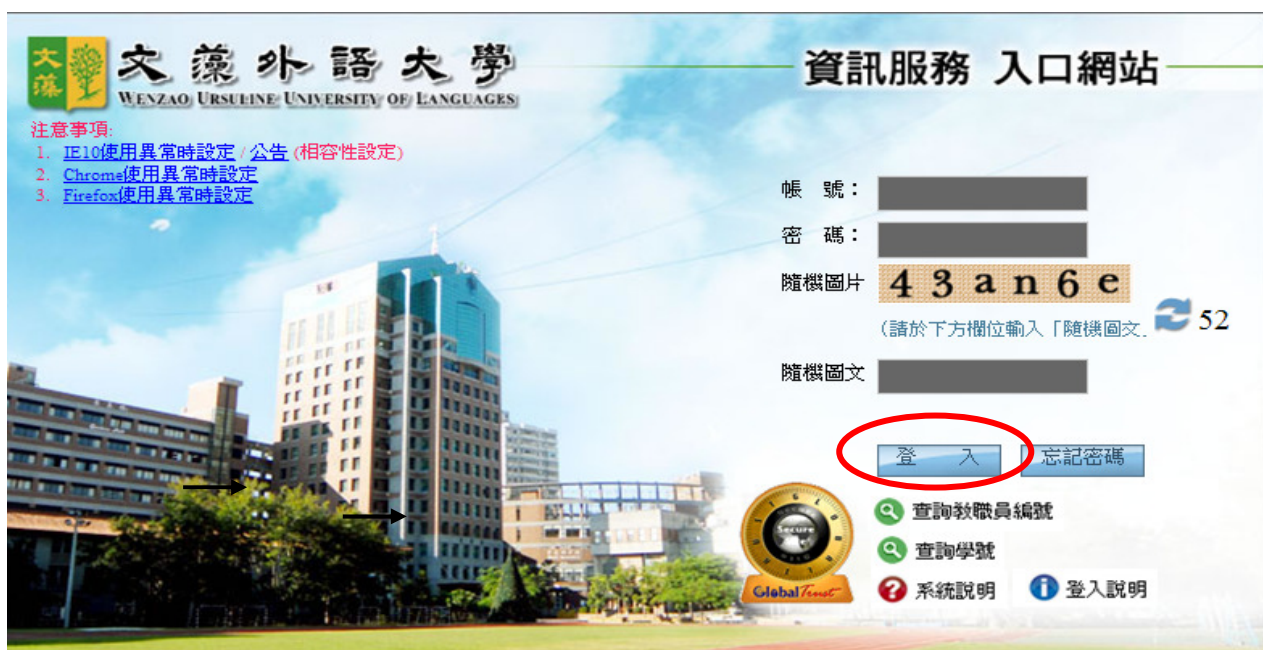 文藻
文藻外語大學
WENZAO URSULINE UNIVERSITY OF LANGUAGES
資訊服務 入口網站
注意事項:
1. IE10使用異常時設定 / 公告 (相容性設定)
2. Chrome使用異常時設定
3. Firefox使用異常時設定
帳 號：
密 碼：
隨機圖片 43an6e
(請於下方欄位輸入「隨機圖文 52
隨機圖文
登 入 忘記密碼
查詢教職員編號
查詢學號
系統說明 登入說明
Secure
GlobalTrust